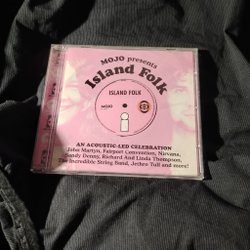 MOJO presents
Island Folk
ISLAND FOLK
AN ACOUSTIC-LED CELEBRATION
John Martyn, Fairport Convention, Nirvana,
Sandy Denny, Richard And Linda Thompson,
The Incredible String Band, Jethro Tull and more!